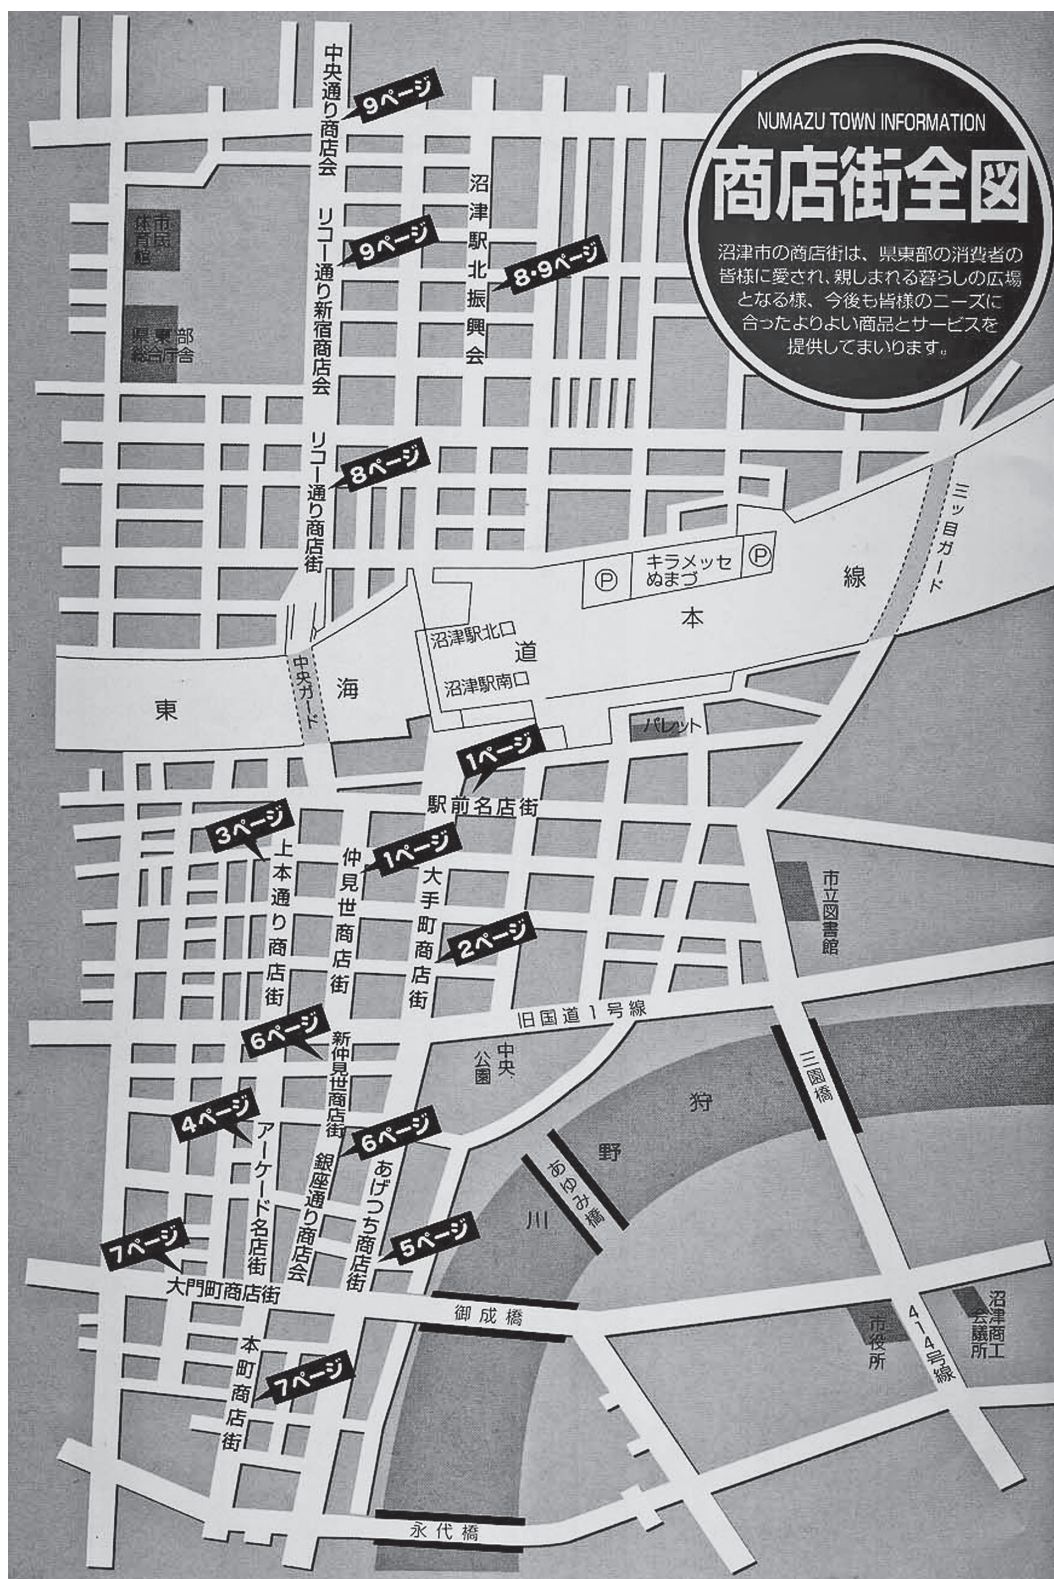 NUMAZU TOWN INFORMATION
商店街全図
沼津市の商店街は、県東部の消費者の
皆様に愛され、親しまれる暮らしの広場
となる様、今後も皆様のニーズに
合ったよりよい商品とサービスを
提供してまいります。
中央通り商店会
9ページ
沼津駅北振興会
8・9ページ
市民
体育館
リコー通り新宿商店会
9ページ
県東部
総合庁舎
リコー通り商店街
8ページ
三ッ目ガード
P
キラメッセ
ぬまづ
P
東海道本線
中央ガード
沼津駅北口
沼津駅南口
パレット
1ページ
駅前名店街
3ページ
上本通り商店街
仲見世商店街
1ページ
大手町商店街
2ページ
市立図書館
旧国道1号線
中央
公園
6ページ
新仲見世商店街
4ページ
アーケード名店街
6ページ
銀座通り商店会
あげつち商店街
5ページ
7ページ
大門町商店街
狩野川
三園橋
あゆみ橋
御成橋
市役所
414号線
沼津商工
会議所
本町商店街
7ページ
永代橋